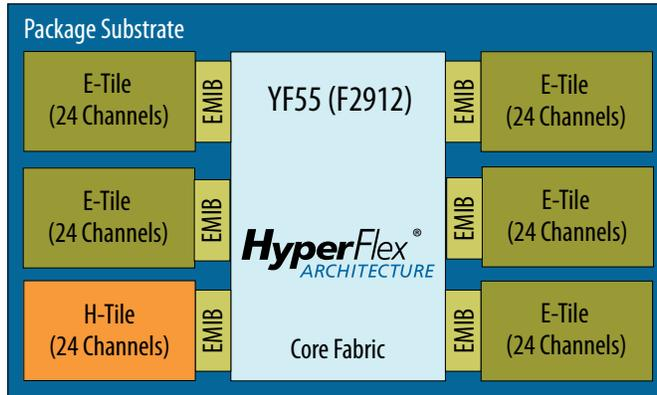 Package Substrate
E-Tile
(24 Channels)
EMIB
YF55 (F2912)
EMIB
E-Tile
(24 Channels)
E-Tile
(24 Channels)
EMIB
EMIB
E-Tile
(24 Channels)
HyperFlex®
ARCHITECTURE
H-Tile
(24 Channels)
EMIB
Core Fabric
EMIB
E-Tile
(24 Channels)